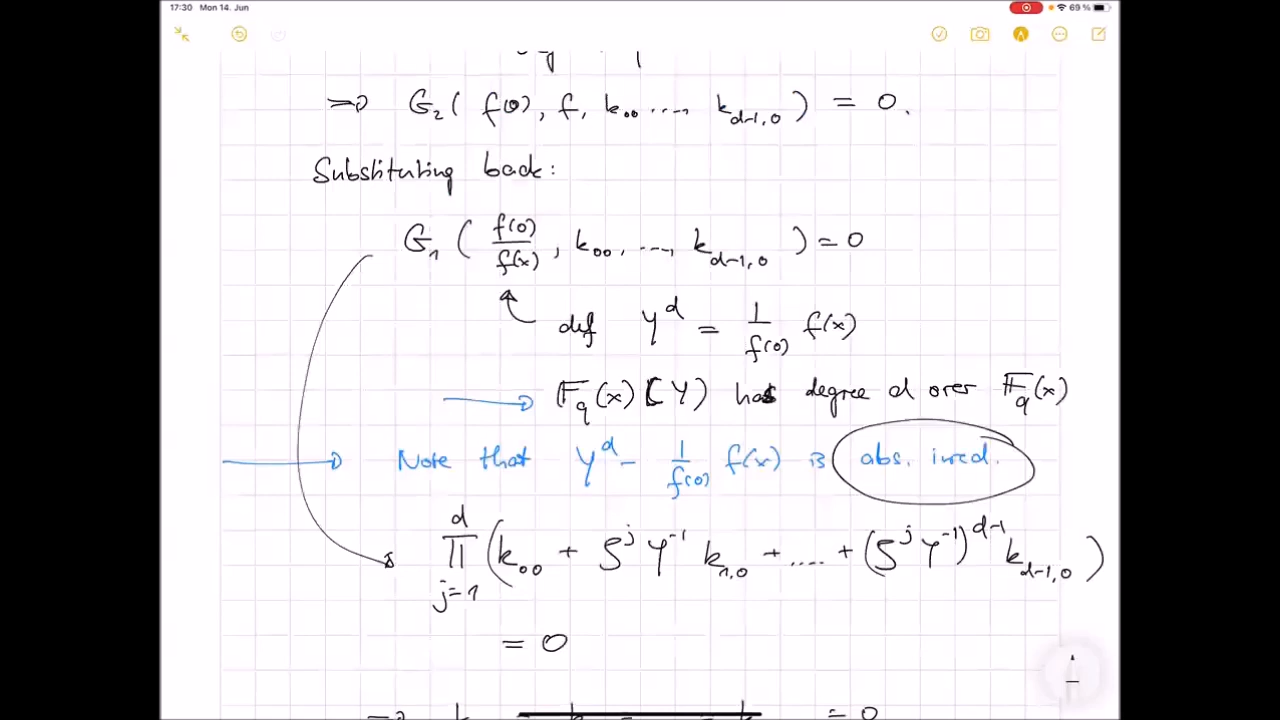 17:30 Mon 14. Jun 69 %
⇒ G₂( f(0), f, k₀₀ ...., k_{d-1,0} ) = 0.
Substituting back:
G₁ ( f(0)/f(x), k₀₀, ...., k_{d-1,0} ) = 0
def Y^d = 1/f(0) f(x)
𝔽_q(x)(Y) has degree d over 𝔽_q(x)
Note that Y^d - 1/f(0) f(x) is abs. irred.
∏_{j=1}^{d} ( k₀₀ + ζ^j Y^{-1} k_{1,0} + .... + (ζ^j Y^{-1})^{d-1} k_{d-1,0} )
= 0
= 0